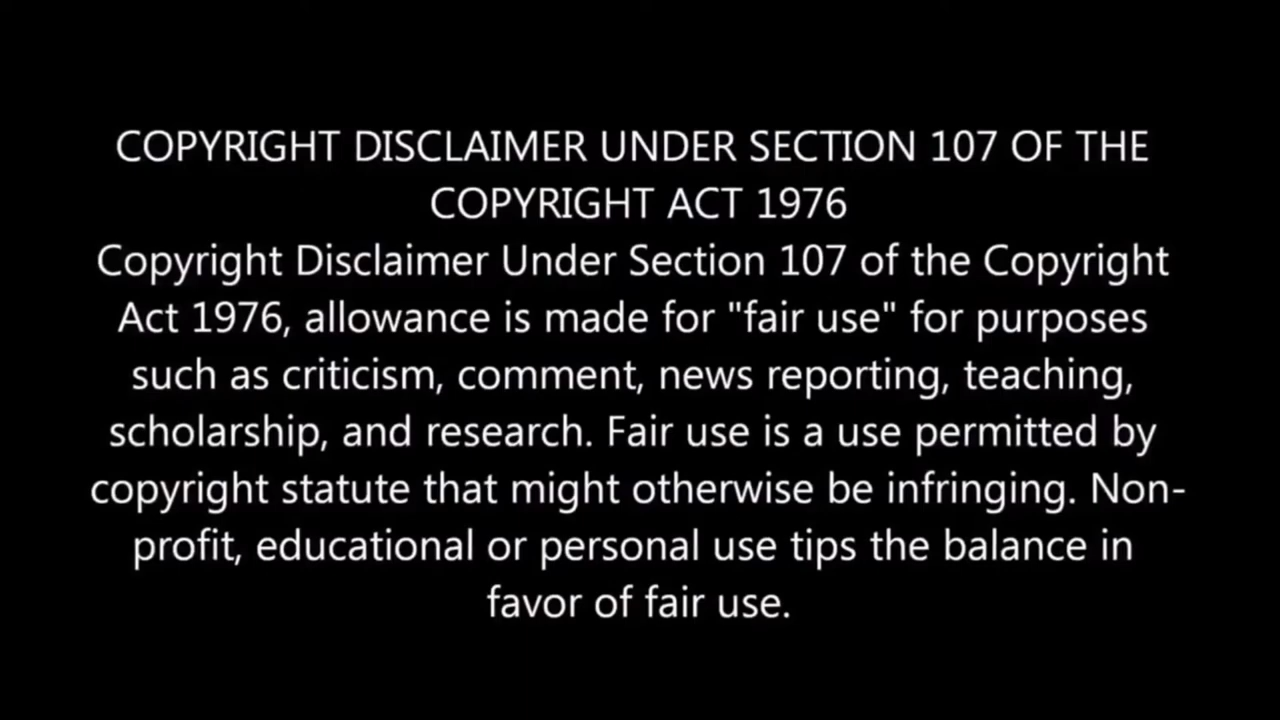 COPYRIGHT DISCLAIMER UNDER SECTION 107 OF THE
COPYRIGHT ACT 1976
Copyright Disclaimer Under Section 107 of the Copyright
Act 1976, allowance is made for "fair use" for purposes
such as criticism, comment, news reporting, teaching,
scholarship, and research. Fair use is a use permitted by
copyright statute that might otherwise be infringing. Non-
profit, educational or personal use tips the balance in
favor of fair use.